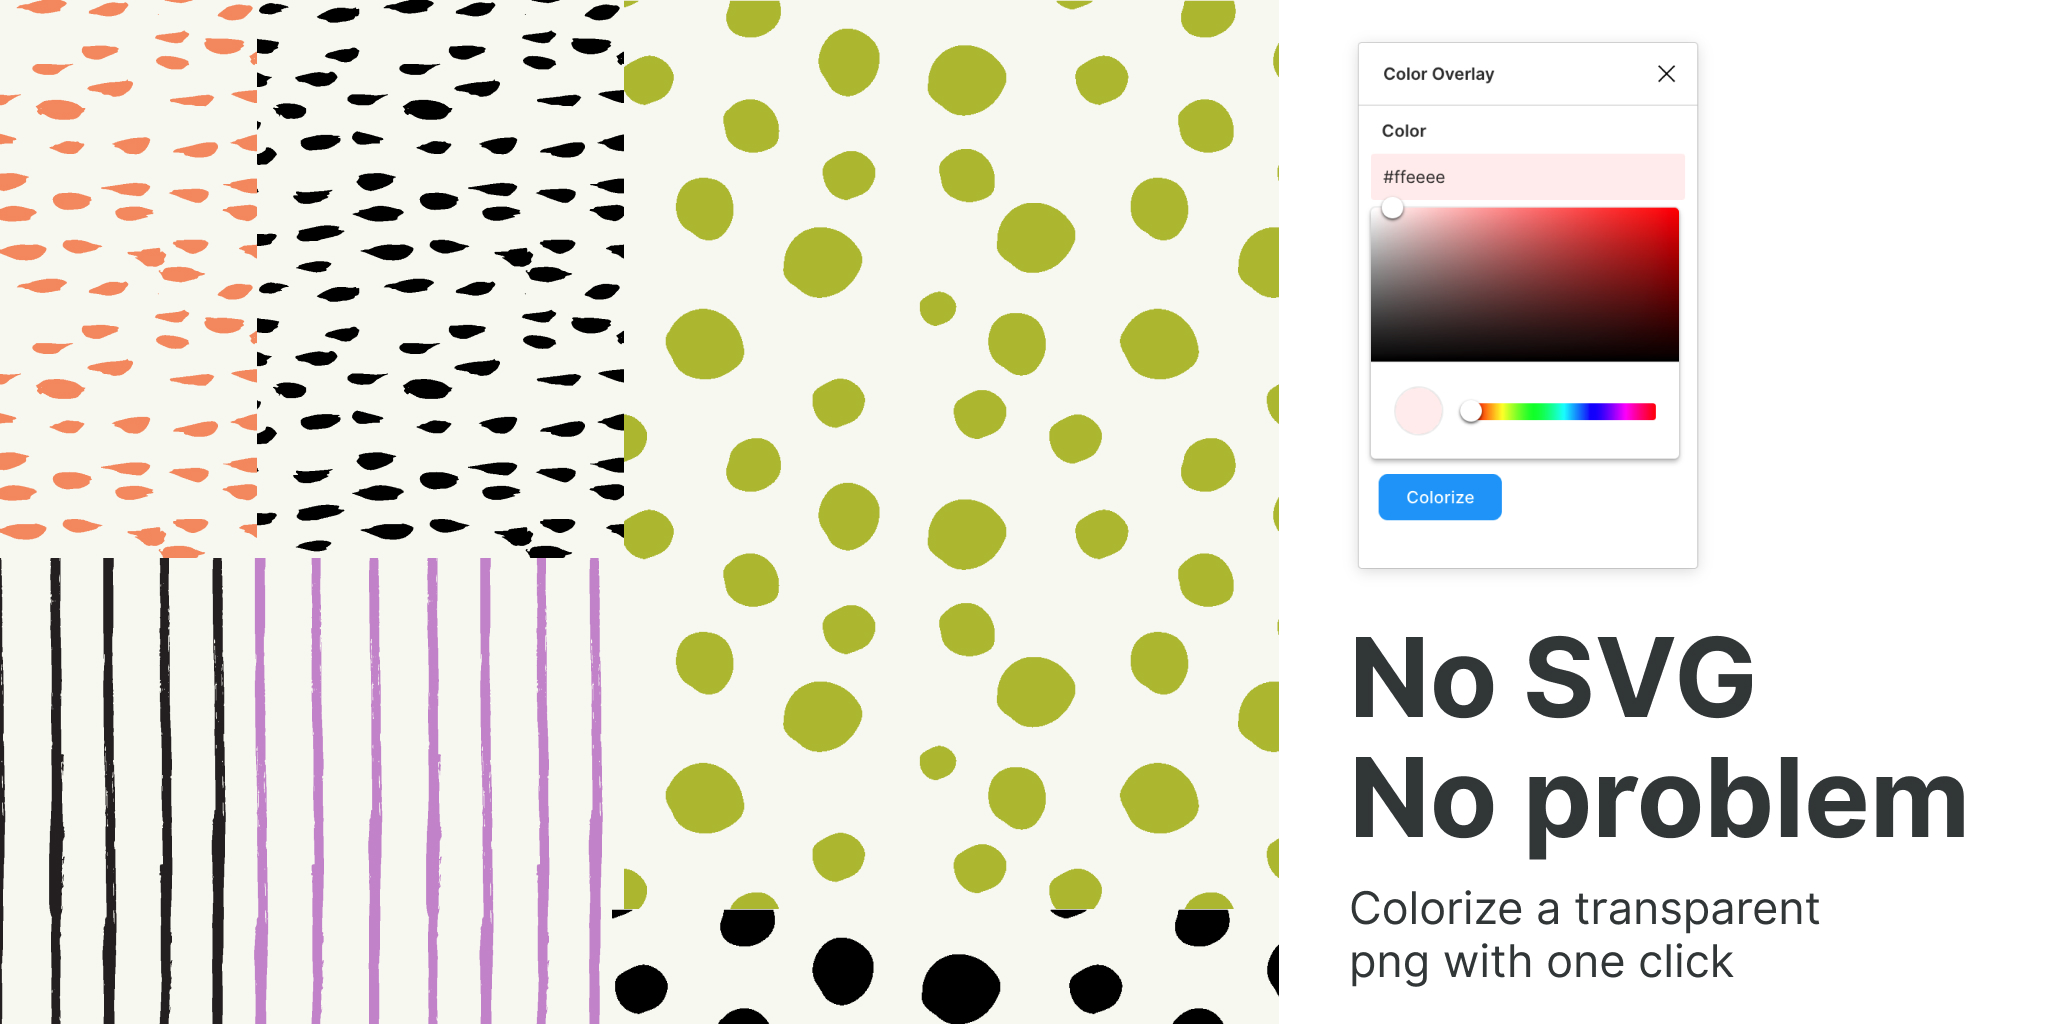 Color Overlay
Color
#ffeeee
Colorize
No SVG
No problem
Colorize a transparent
png with one click